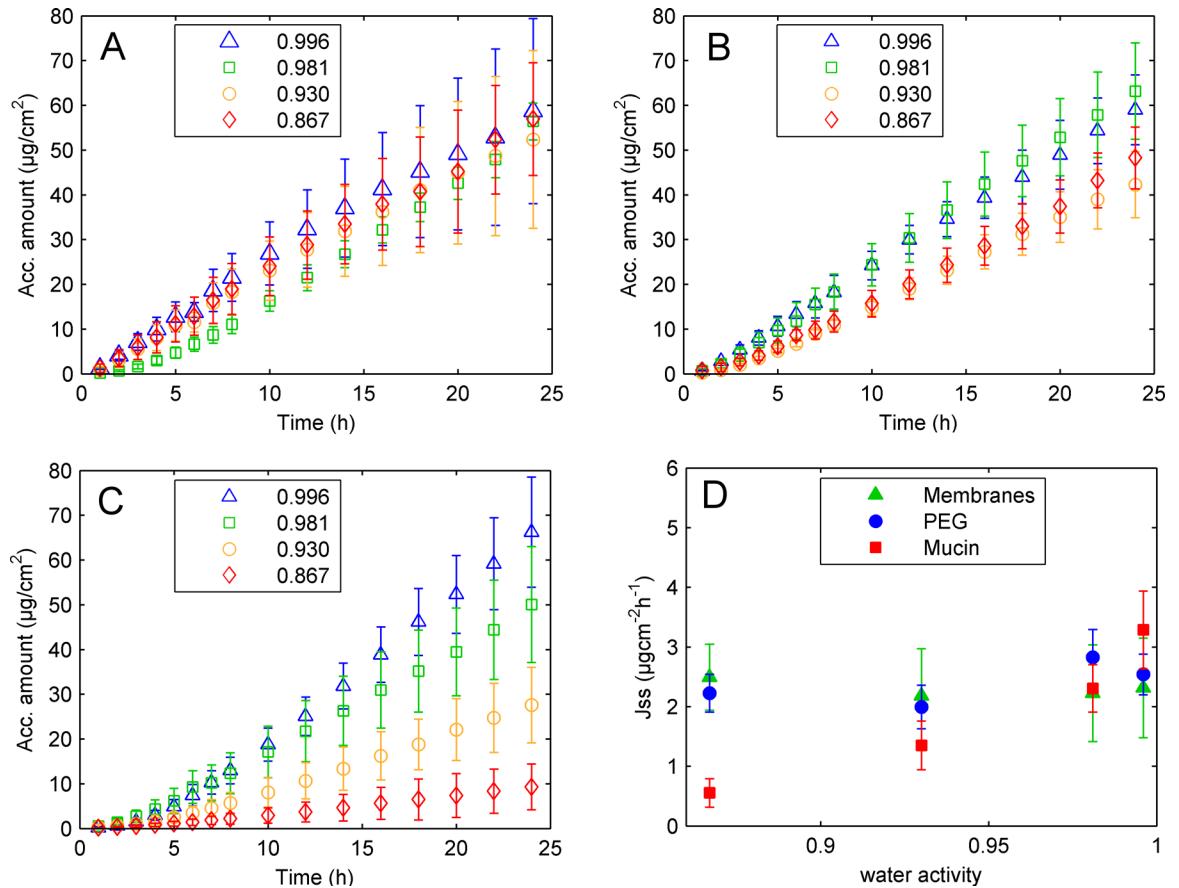 A
0.996
0.981
0.930
0.867
80
70
60
50
40
30
20
10
0
Acc. amount (µg/cm²)
0 5 10 15 20 25
Time (h)
B
0.996
0.981
0.930
0.867
80
70
60
50
40
30
20
10
0
Acc. amount (µg/cm²)
0 5 10 15 20 25
Time (h)
C
0.996
0.981
0.930
0.867
80
70
60
50
40
30
20
10
0
Acc. amount (µg/cm²)
0 5 10 15 20 25
Time (h)
D
Membranes
PEG
Mucin
6
5
4
3
2
1
0
Jss (µgcm⁻²h⁻¹)
0.9 0.95 1
water activity